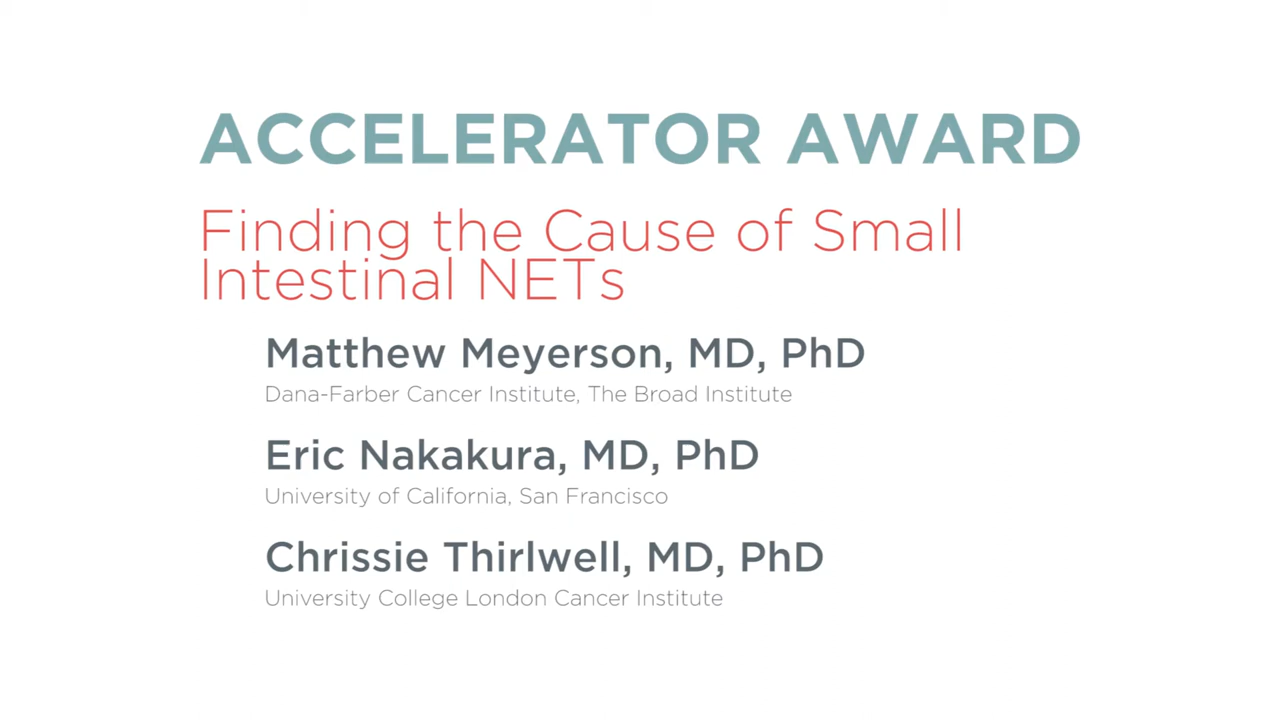 ACCELERATOR AWARD
Finding the Cause of Small
Intestinal NETs
Matthew Meyerson, MD, PhD
Dana-Farber Cancer Institute, The Broad Institute
Eric Nakakura, MD, PhD
University of California, San Francisco
Chrissie Thirlwell, MD, PhD
University College London Cancer Institute